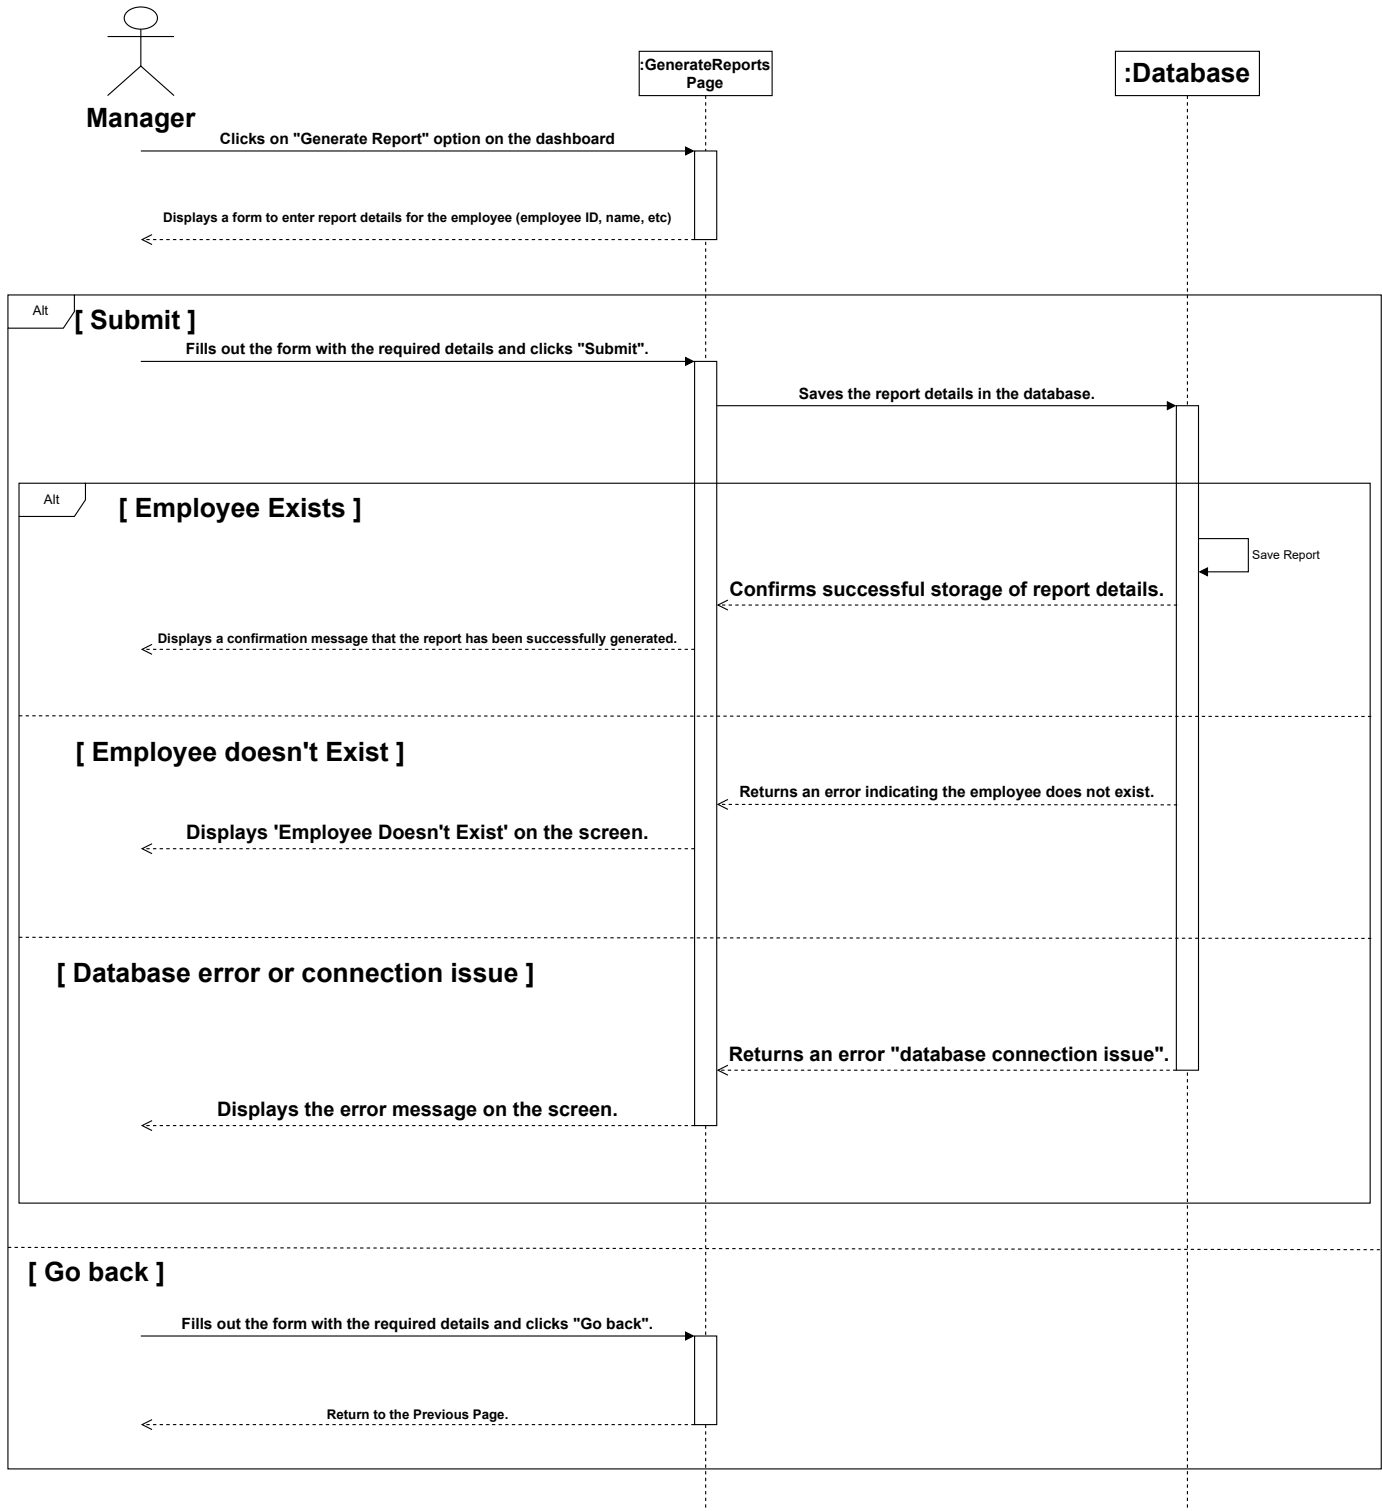 :GenerateReports
Page
:Database
Manager
Clicks on "Generate Report" option on the dashboard
Displays a form to enter report details for the employee (employee ID, name, etc)
Alt
[ Submit ]
Fills out the form with the required details and clicks "Submit".
Saves the report details in the database.
Alt
[ Employee Exists ]
Save Report
Confirms successful storage of report details.
Displays a confirmation message that the report has been successfully generated.
[ Employee doesn't Exist ]
Returns an error indicating the employee does not exist.
Displays 'Employee Doesn't Exist' on the screen.
[ Database error or connection issue ]
Returns an error "database connection issue".
Displays the error message on the screen.
[ Go back ]
Fills out the form with the required details and clicks "Go back".
Return to the Previous Page.